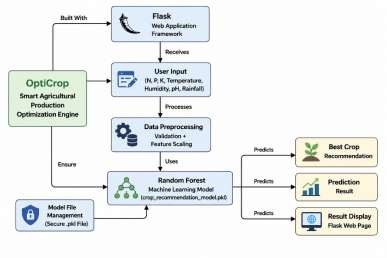 Built With
Flask
Web Application
Framework
Receives
OptiCrop
Smart Agricultural
Production
Optimization Engine
User Input
(N, P, K, Temperature,
Humidity, pH, Rainfall)
Processes
Data Preprocessing
Validation +
Feature Scaling
Ensure
Uses
Random Forest
Machine Learning Model
(crop_recommendation_model.pkl)
Model File
Management
(Secure .pkl File)
Predicts
Best Crop
Recommendation
Predicts
Prediction
Result
Predicts
Result Display
Flask Web Page